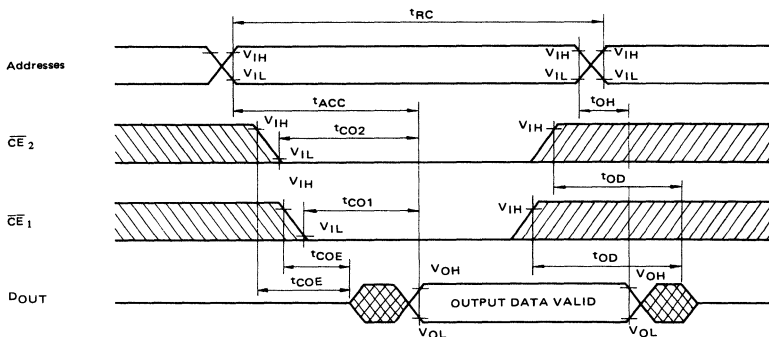 tRC
Addresses
VIH
VIL
VIH
VIH
VIL
VIL
tACC
tOH
CE2
VIH
tCO2
VIL
VIH
tOD
VIH
CE1
tCO1
VIL
VIH
tOD
tCOE
tCOE
DOUT
VOH
OUTPUT DATA VALID
VOH
VOL
VOL